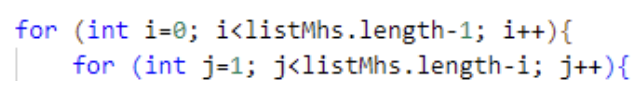 for (int i=0; i<listMhs.length-1; i++){
for (int j=1; j<listMhs.length-i; j++){